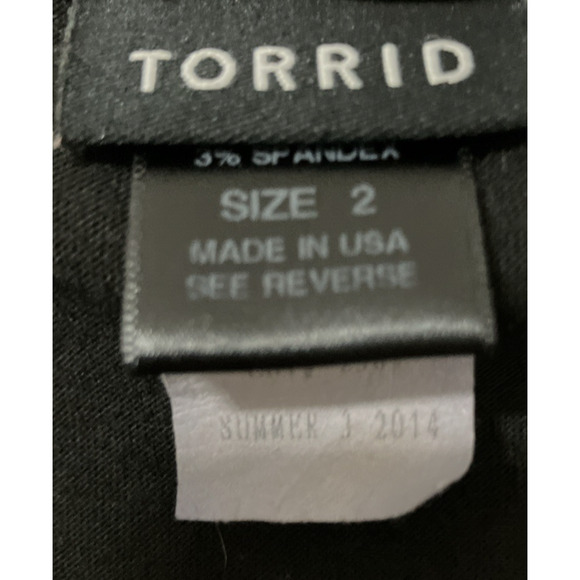 TORRID
3% SPANDEX
SIZE 2
MADE IN USA
SEE REVERSE
SUMMER 3 2014